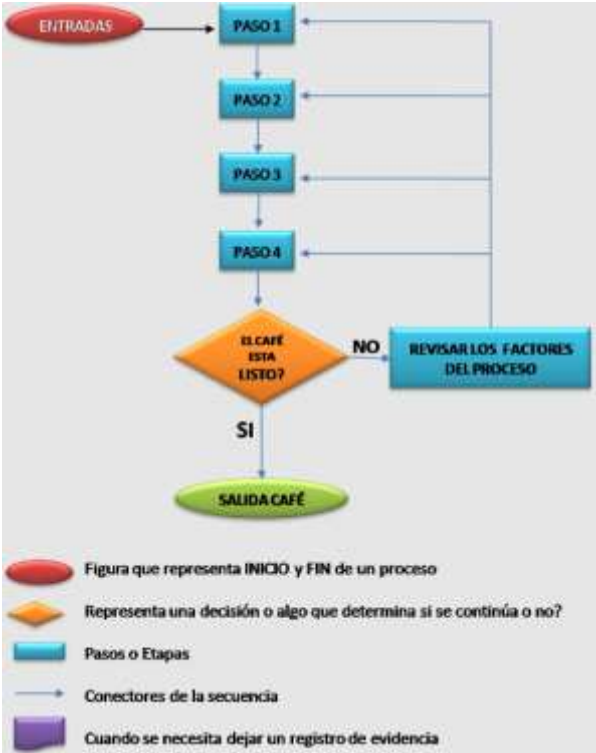 ENTRADAS
PASO 1
PASO 2
PASO 3
PASO 4
EL CAFÉ
ESTA
LISTO?
NO
REVISAR LOS FACTORES
DEL PROCESO
SI
SALIDA CAFÉ
Figura que representa INICIO y FIN de un proceso
Representa una decisión o algo que determina si se continúa o no?
Pasos o Etapas
Conectores de la secuencia
Cuando se necesita dejar un registro de evidencia